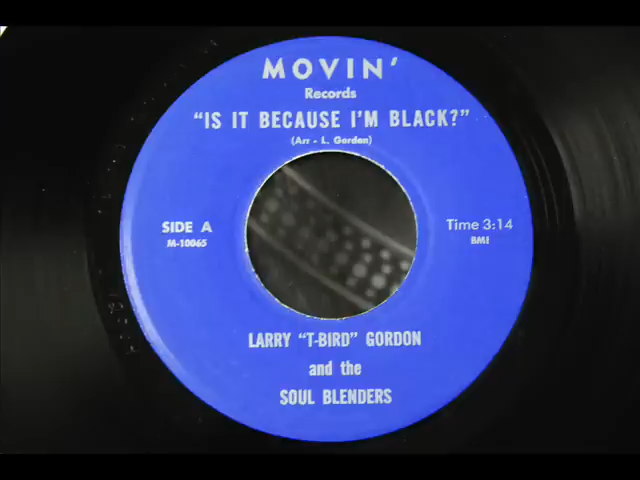 MOVIN'
Records
"IS IT BECAUSE I'M BLACK?"
(Arr - L. Gordon)
SIDE A
M-10065
Time 3:14
BMI
LARRY "T-BIRD" GORDON
and the
SOUL BLENDERS